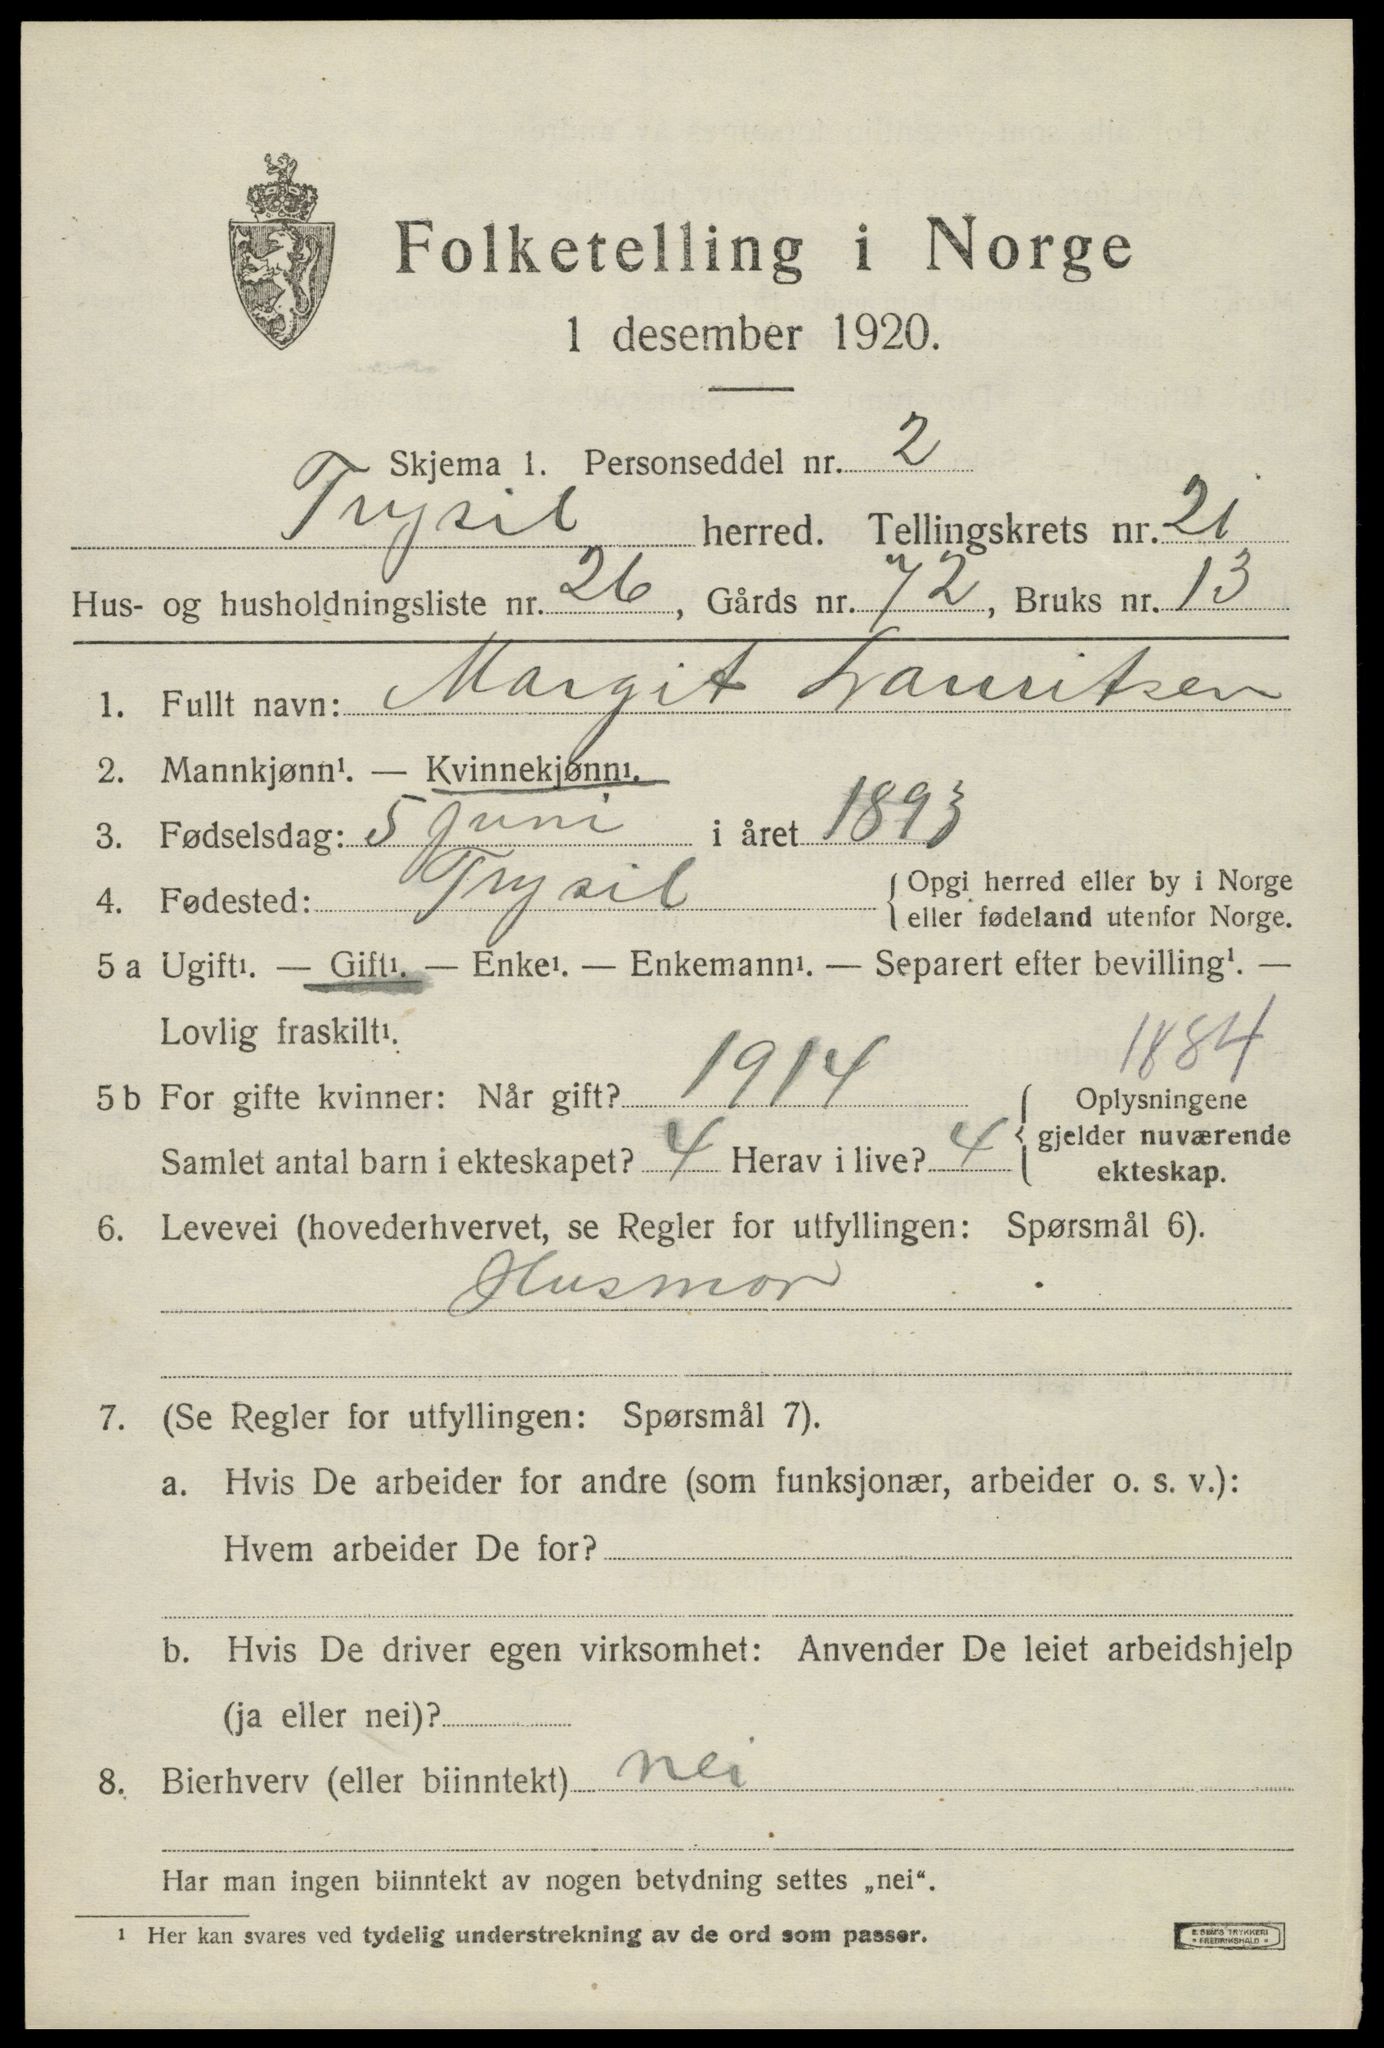 Folketelling i Norge
1 desember 1920.
Skjema 1. Personseddel nr. 2
Trysil herred. Tellingskrets nr. 21
Hus- og husholdningsliste nr. 26, Gårds nr. 72, Bruks nr. 13
1. Fullt navn: Margit Lauritsen
2. Mannkjønn¹. — Kvinnekjønn¹.
3. Fødselsdag: 5 Juni i året 1893
4. Fødested: Trysil {Opgi herred eller by i Norge
eller fødeland utenfor Norge.
5 a Ugift¹. — Gift¹. — Enke¹. — Enkemann¹. — Separert efter bevilling¹. —
Lovlig fraskilt¹.
1884
5 b For gifte kvinner: Når gift? 1914 { Oplysningene
gjelder nuværende
ekteskap.
Samlet antal barn i ekteskapet? 4 Herav i live? 4
6. Levevei (hovederhvervet, se Regler for utfyllingen: Spørsmål 6).
Husmor
7. (Se Regler for utfyllingen: Spørsmål 7).
a. Hvis De arbeider for andre (som funksjonær, arbeider o. s. v.):
Hvem arbeider De for?
b. Hvis De driver egen virksomhet: Anvender De leiet arbeidshjelp
(ja eller nei)?
8. Bierhverv (eller biinntekt) nei
Har man ingen biinntekt av nogen betydning settes „nei".
¹ Her kan svares ved tydelig understrekning av de ord som passer.
E. SEM'S TRYKKERI
FREDRIKSHALD